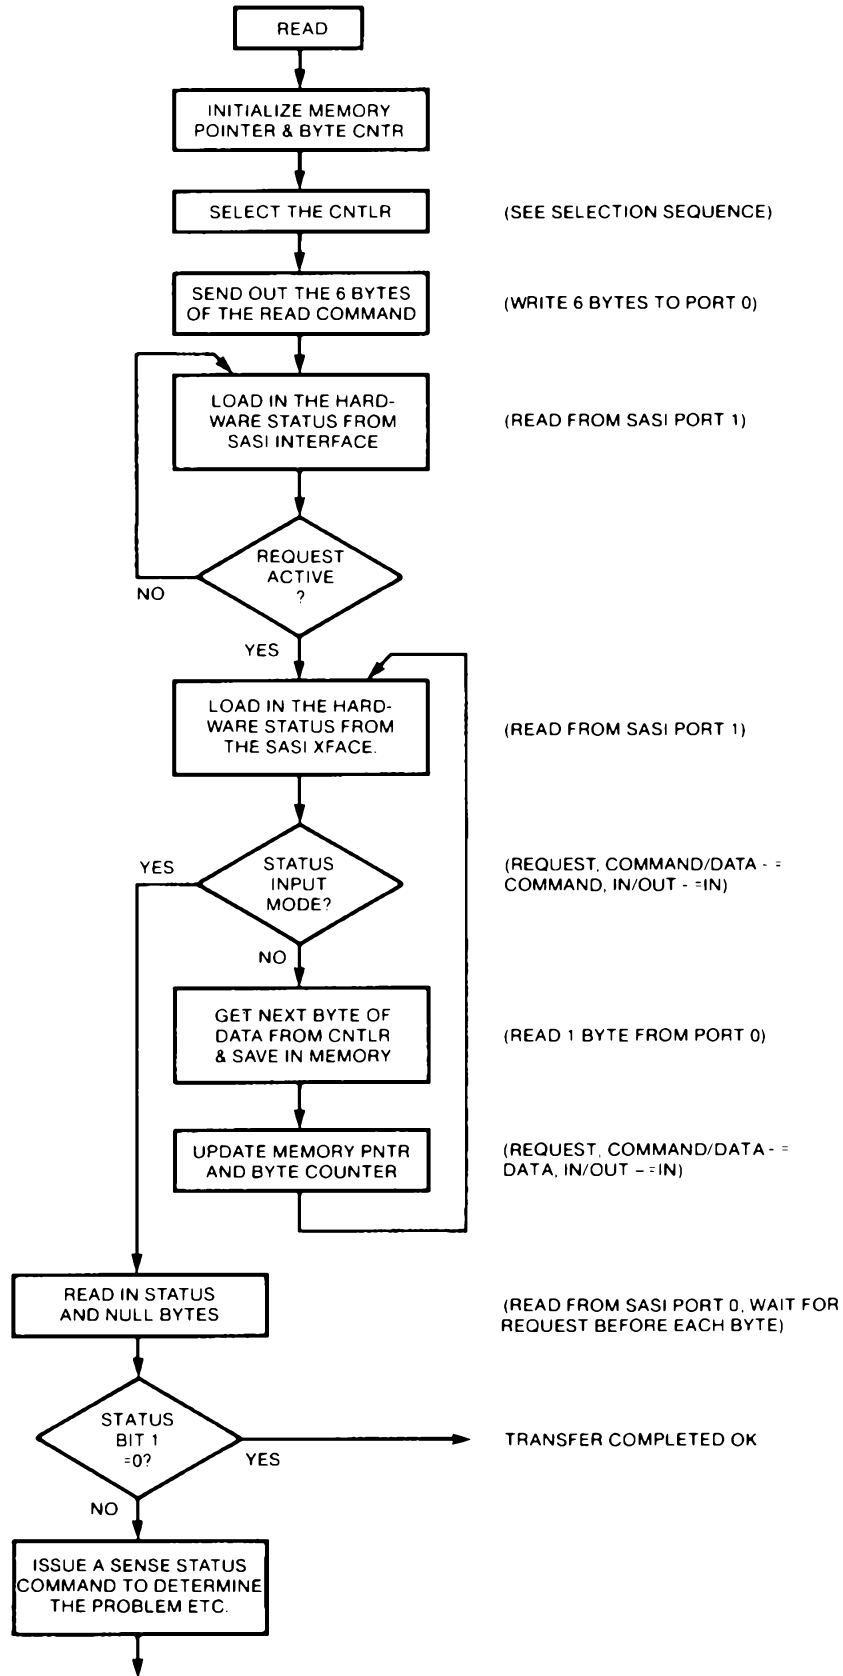 READ
INITIALIZE MEMORY
POINTER & BYTE CNTR
SELECT THE CNTLR
(SEE SELECTION SEQUENCE)
SEND OUT THE 6 BYTES
OF THE READ COMMAND
(WRITE 6 BYTES TO PORT 0)
LOAD IN THE HARD-
WARE STATUS FROM
SASI INTERFACE
(READ FROM SASI PORT 1)
REQUEST
ACTIVE
?
NO
YES
LOAD IN THE HARD-
WARE STATUS FROM
THE SASI XFACE.
(READ FROM SASI PORT 1)
YES
STATUS
INPUT
MODE?
(REQUEST, COMMAND/DATA - =
COMMAND, IN/OUT - =IN)
NO
GET NEXT BYTE OF
DATA FROM CNTLR
& SAVE IN MEMORY
(READ 1 BYTE FROM PORT 0)
UPDATE MEMORY PNTR
AND BYTE COUNTER
(REQUEST, COMMAND/DATA - =
DATA, IN/OUT - =IN)
READ IN STATUS
AND NULL BYTES
(READ FROM SASI PORT 0, WAIT FOR
REQUEST BEFORE EACH BYTE)
STATUS
BIT 1
=0?
YES
TRANSFER COMPLETED OK
NO
ISSUE A SENSE STATUS
COMMAND TO DETERMINE
THE PROBLEM ETC.